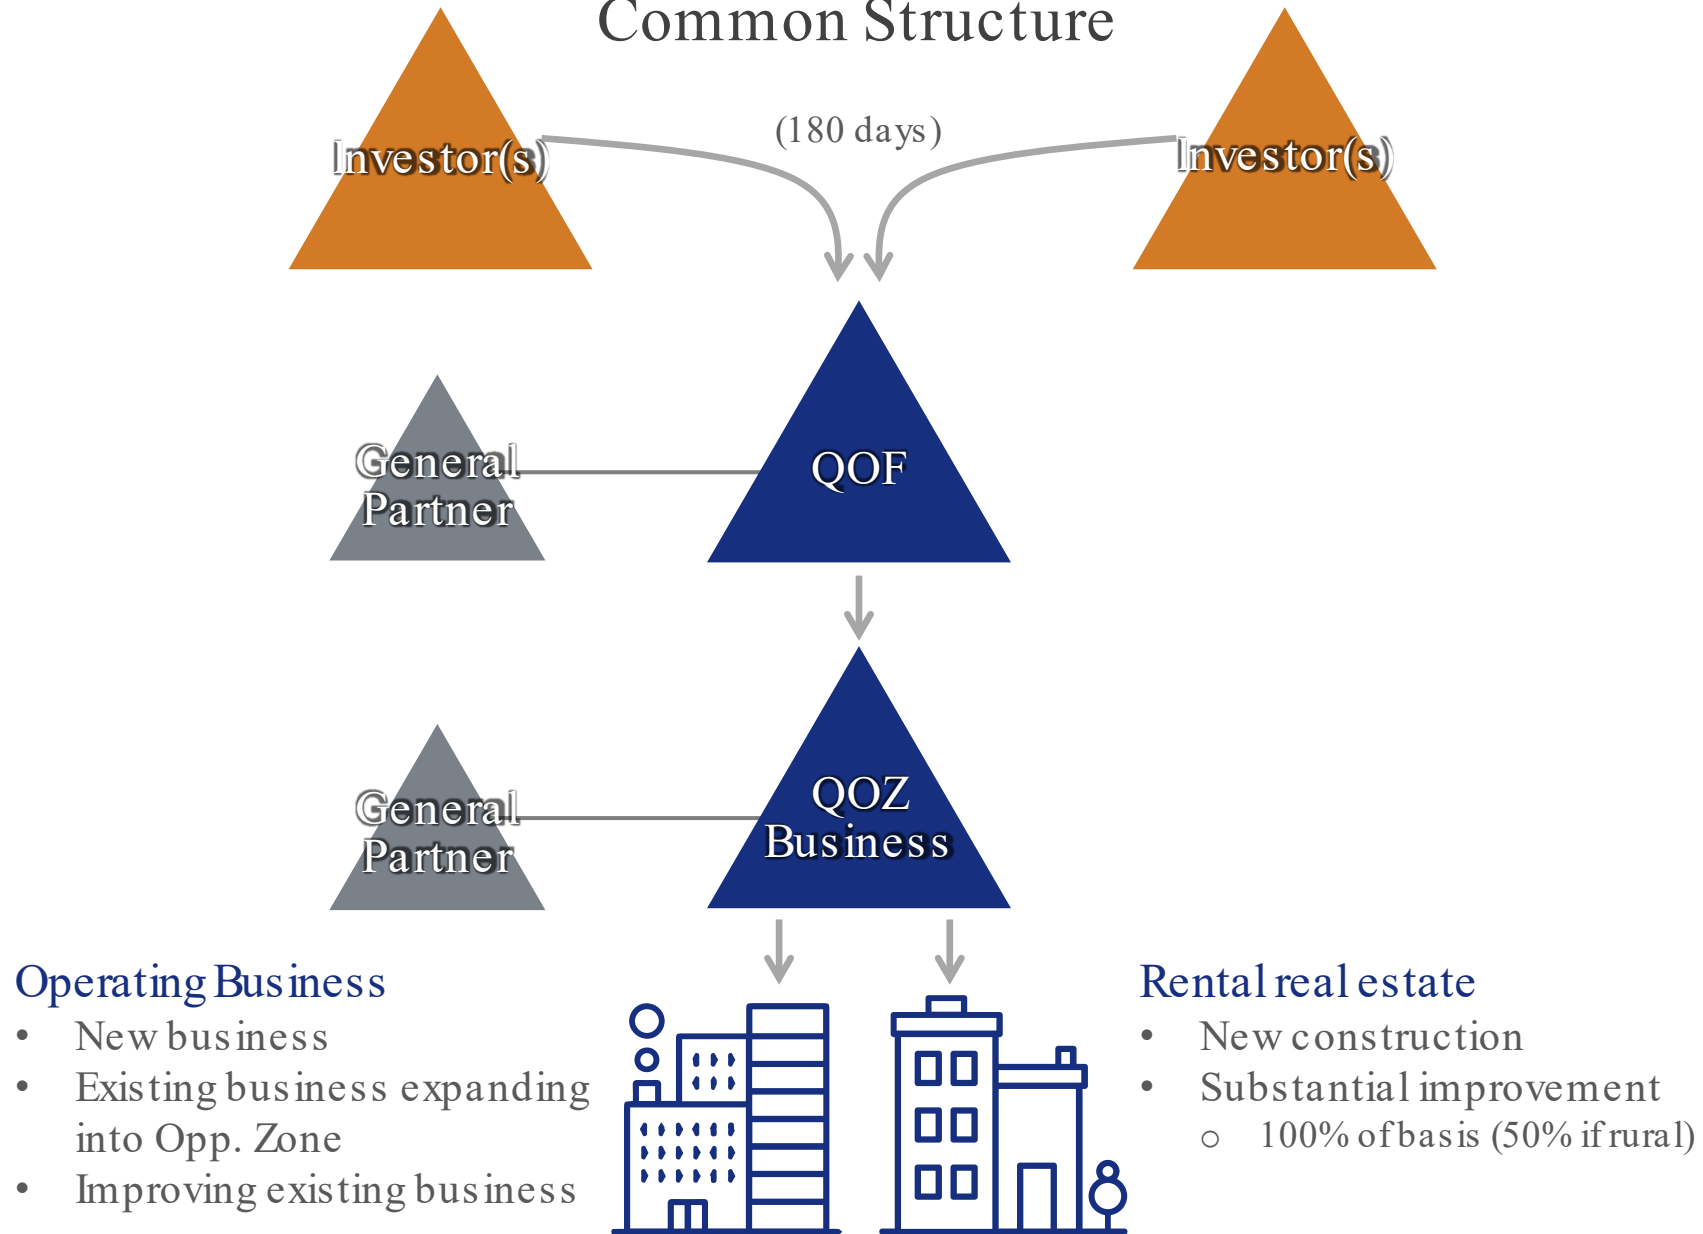 Common Structure
Investor(s)
(180 days)
Investor(s)
General
Partner
QOF
General
Partner
QOZ
Business
Operating Business
• New business
• Existing business expanding
into Opp. Zone
• Improving existing business
Rental real estate
• New construction
• Substantial improvement
o 100% of basis (50% if rural)